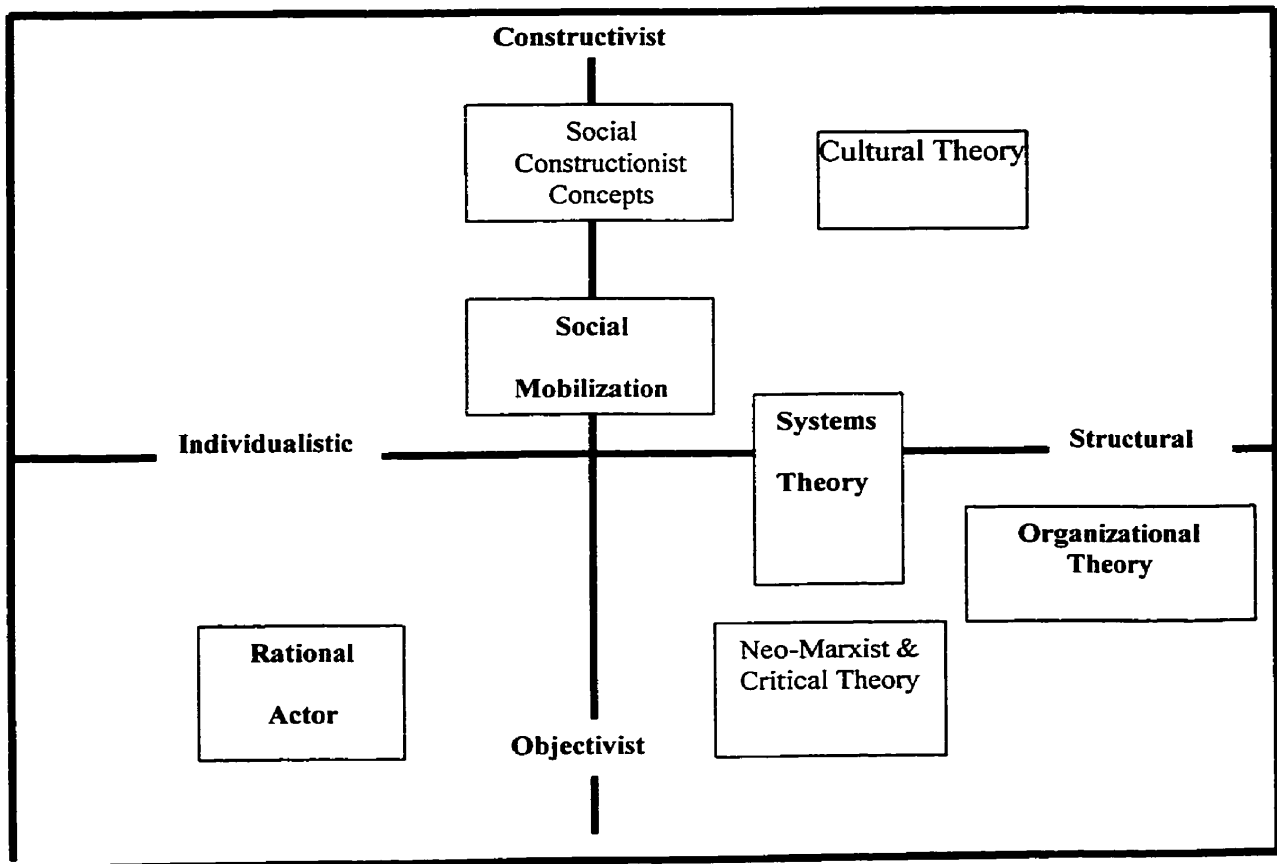 Constructivist
Social
Constructionist
Concepts
Cultural Theory
Social
Mobilization
Individualistic
Systems
Theory
Structural
Organizational
Theory
Rational
Actor
Neo-Marxist &
Critical Theory
Objectivist